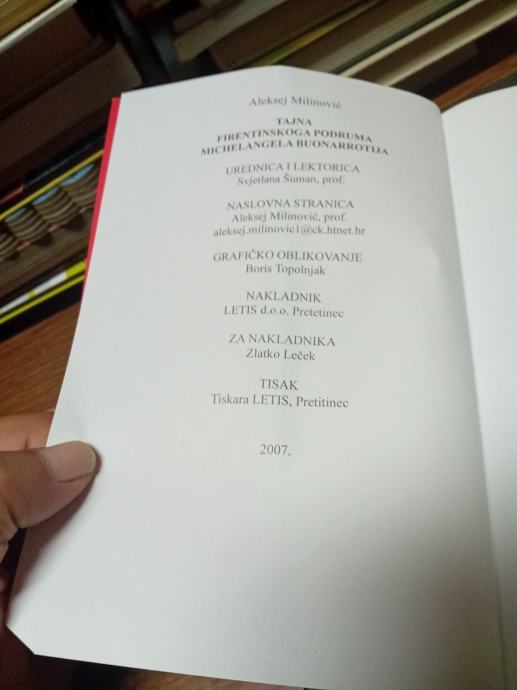 Aleksej Milinović
TAJNA
FIRENTINSKOGA PODRUMA
MICHELANGELA BUONARROTIJA
UREDNICA I LEKTORICA
Svjetlana Šuman, prof.
NASLOVNA STRANICA
Aleksej Milinović, prof.
aleksej.milinovic1@ck.htnet.hr
GRAFIČKO OBLIKOVANJE
Boris Topolnjak
NAKLADNIK
LETIS d.o.o. Pretetinec
ZA NAKLADNIKA
Zlatko Leček
TISAK
Tiskara LETIS, Pretitinec
2007.